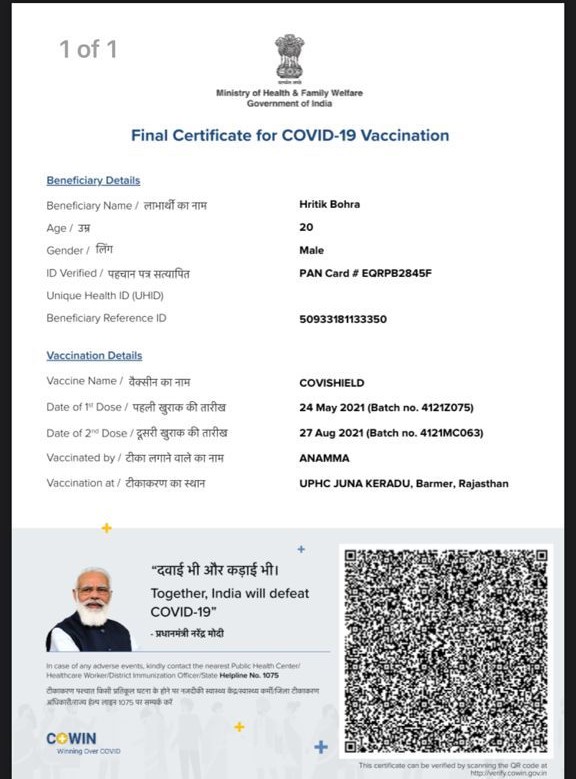 1 of 1
Ministry of Health & Family Welfare
Government of India
Final Certificate for COVID-19 Vaccination
Beneficiary Details
Beneficiary Name / लाभार्थी का नाम Hritik Bohra
Age / उम्र 20
Gender / लिंग Male
ID Verified / पहचान पत्र सत्यापित PAN Card # EQRPB2845F
Unique Health ID (UHID)
Beneficiary Reference ID 50933181133350
Vaccination Details
Vaccine Name / वैक्सीन का नाम COVISHIELD
Date of 1st Dose / पहली खुराक की तारीख 24 May 2021 (Batch no. 4121Z075)
Date of 2nd Dose / दूसरी खुराक की तारीख 27 Aug 2021 (Batch no. 4121MC063)
Vaccinated by / टीका लगाने वाले का नाम ANAMMA
Vaccination at / टीकाकरण का स्थान UPHC JUNA KERADU, Barmer, Rajasthan
“दवाई भी और कड़ाई भी।
Together, India will defeat
COVID-19”
- प्रधानमंत्री नरेंद्र मोदी
In case of any adverse events, kindly contact the nearest Public Health Center/
Healthcare Worker/District Immunization Officer/State Helpline No. 1075
टीकाकरण पश्चात किसी प्रतिकूल घटना के होने पर नजदीकी स्वास्थ्य केंद्र/स्वास्थ्य कर्मी/जिला टीकाकरण
अधिकारी/राज्य हेल्प लाइन 1075 पर सम्पर्क करें
COWIN
Winning Over COVID
This certificate can be verified by scanning the QR code at
http://verify.cowin.gov.in